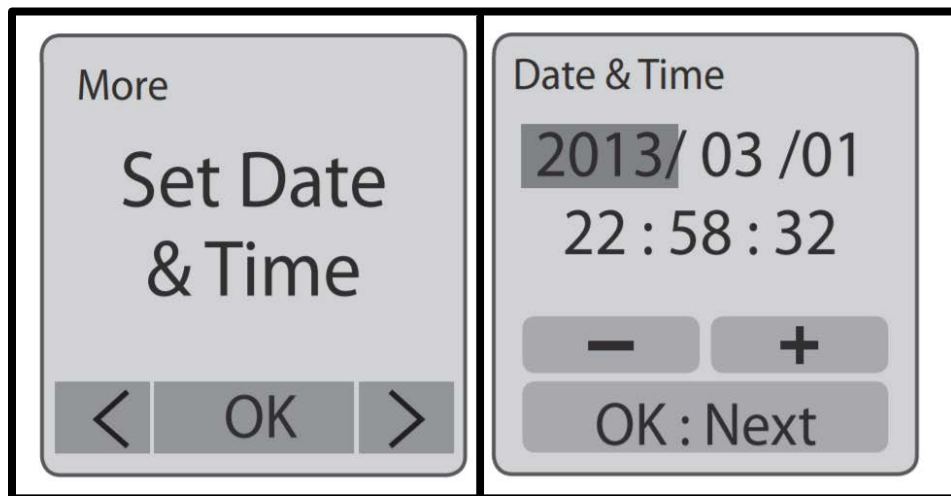 More
Set Date
& Time
< OK >
Date & Time
2013/ 03 /01
22 : 58 : 32
− +
OK : Next